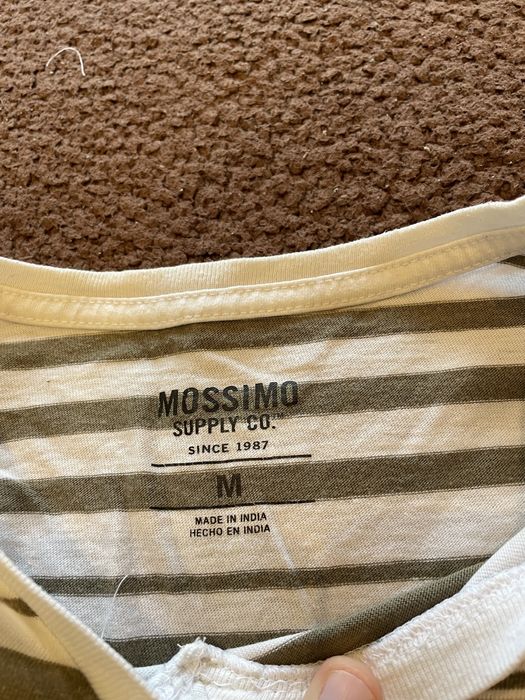 MOSSIMO
SUPPLY CO.™
SINCE 1987
M
MADE IN INDIA
HECHO EN INDIA